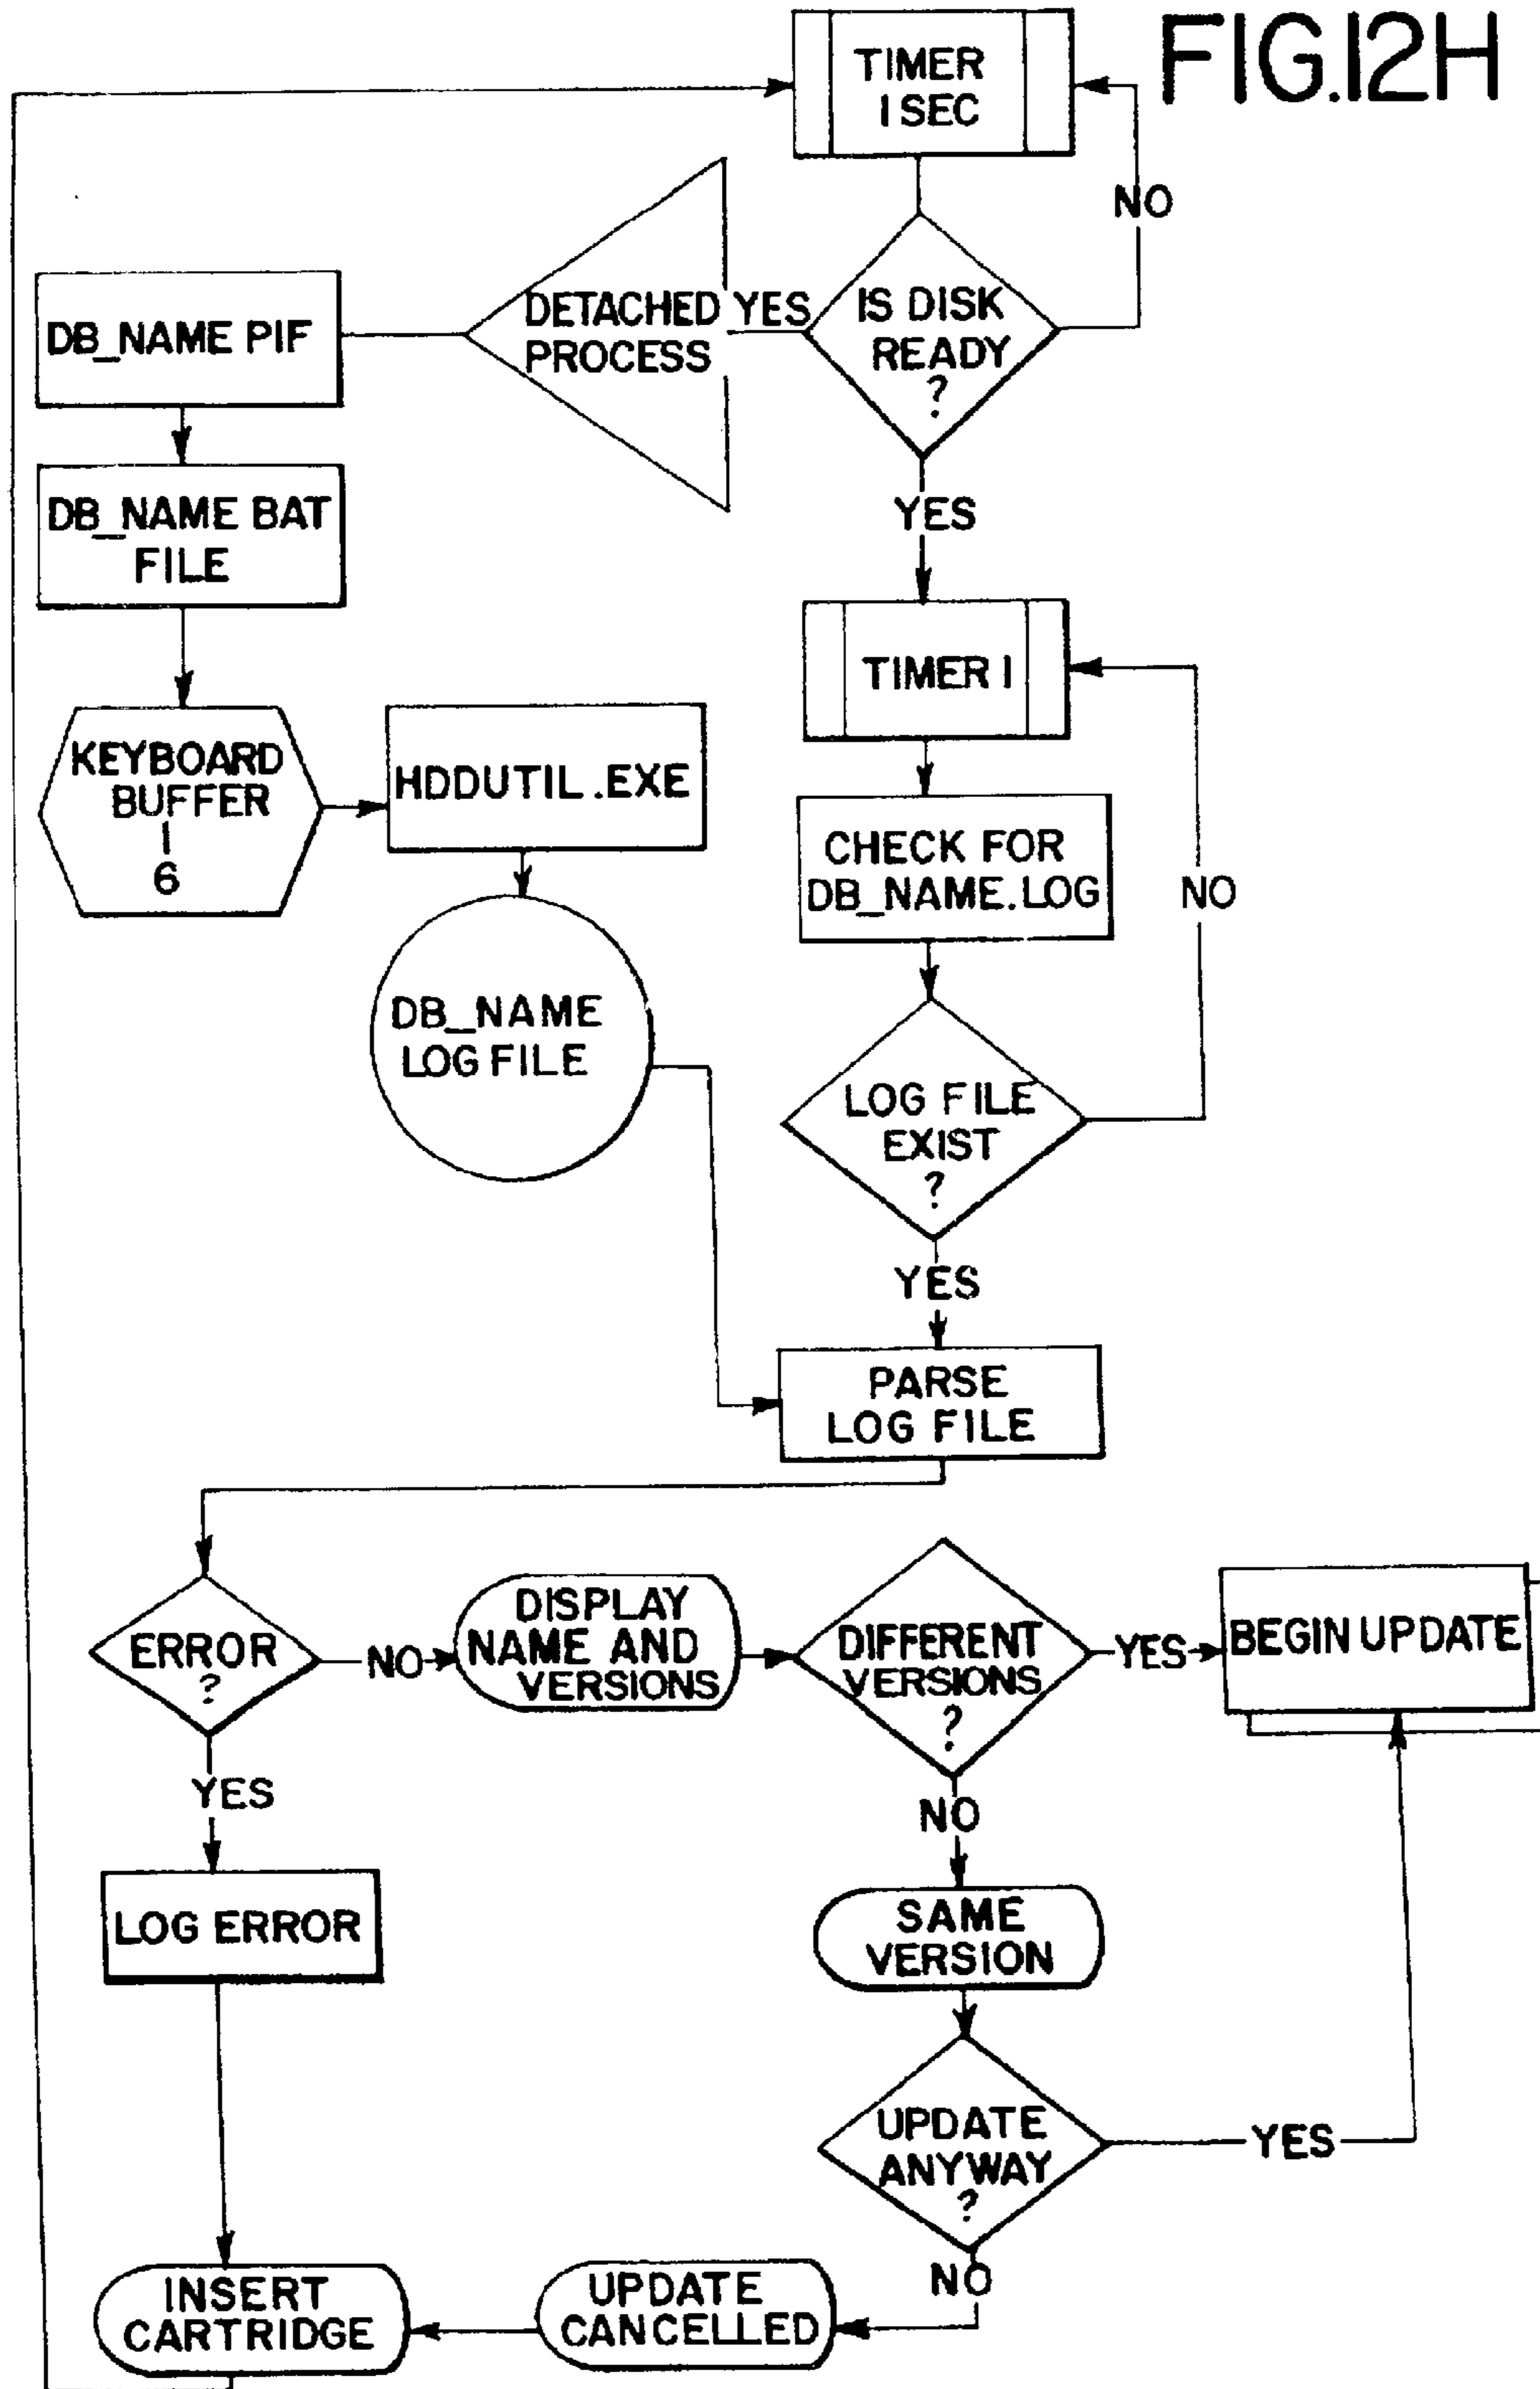 FIG.12H
TIMER
1 SEC
NO
IS DISK
READY
?
YES
DETACHED
PROCESS
DB_NAME PIF
DB_NAME BAT
FILE
KEYBOARD
BUFFER
1
6
HDDUTIL.EXE
DB_NAME
LOG FILE
YES
TIMER 1
CHECK FOR
DB_NAME.LOG
NO
LOG FILE
EXIST
?
YES
PARSE
LOG FILE
ERROR
?
NO
DISPLAY
NAME AND
VERSIONS
DIFFERENT
VERSIONS
?
YES
BEGIN UPDATE
YES
LOG ERROR
NO
SAME
VERSION
UPDATE
ANYWAY
?
YES
NO
UPDATE
CANCELLED
INSERT
CARTRIDGE